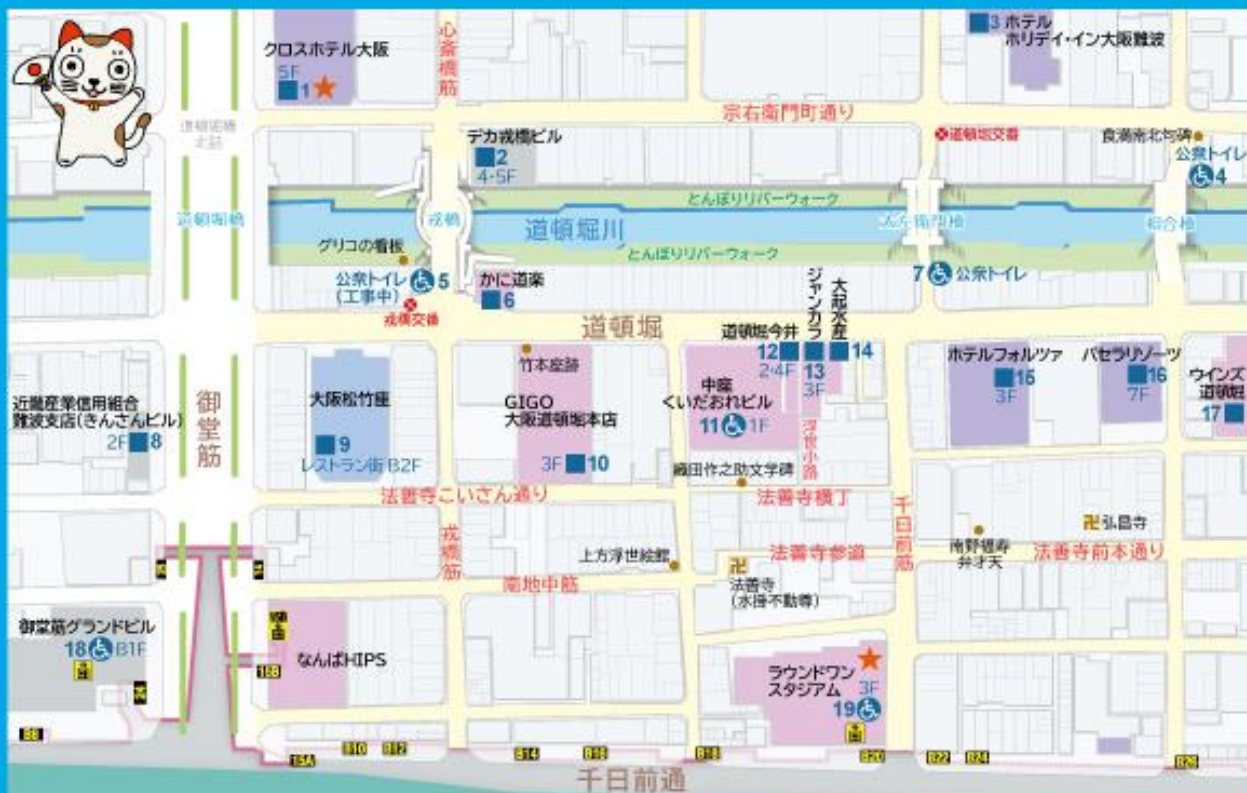 クロスホテル大阪
5F
1
心斎橋筋
3 ホテル
ホリデイ・イン大阪難波
宗右衛門町通り
道頓堀橋
北詰
デカ戎橋ビル
2
4・5F
道頓堀交番
食満南北句碑
公衆トイレ
4
とんぼりリバーウォーク
道頓堀橋
戎橋
道頓堀川
太左衛門橋
相合橋
グリコの看板
とんぼりリバーウォーク
公衆トイレ
(工事中)
5
戎橋交番
かに道楽
6
7 公衆トイレ
道頓堀
ジャンカラ
大起水産
道頓堀今井
12
2・4F
13
3F
14
竹本座跡
ホテルフォルツァ
15
3F
パセラリゾーツ
16
7F
ウインズ
道頓堀
17
近畿産業信用組合
難波支店(きんさんビル)
2F 8
御堂筋
大阪松竹座
9
レストラン街 B2F
GIGO
大阪道頓堀本店
3F 10
中座
くいだおれビル
11 1F
浮世小路
織田作之助文学碑
法善寺こいさん通り
法善寺横丁
千日前筋
戎橋筋
上方浮世絵館
法善寺参道
南野福寿
弁才天
卍弘昌寺
法善寺前本通り
南地中筋
卍
法善寺
(水掛不動尊)
御堂筋グランドビル
18 B1F
なんばHIPS
15B
ラウンドワン
スタジアム 3F
19
B8
15A
B10
B12
B14
B16
B18
B20
B22
B24
B26
千日前通